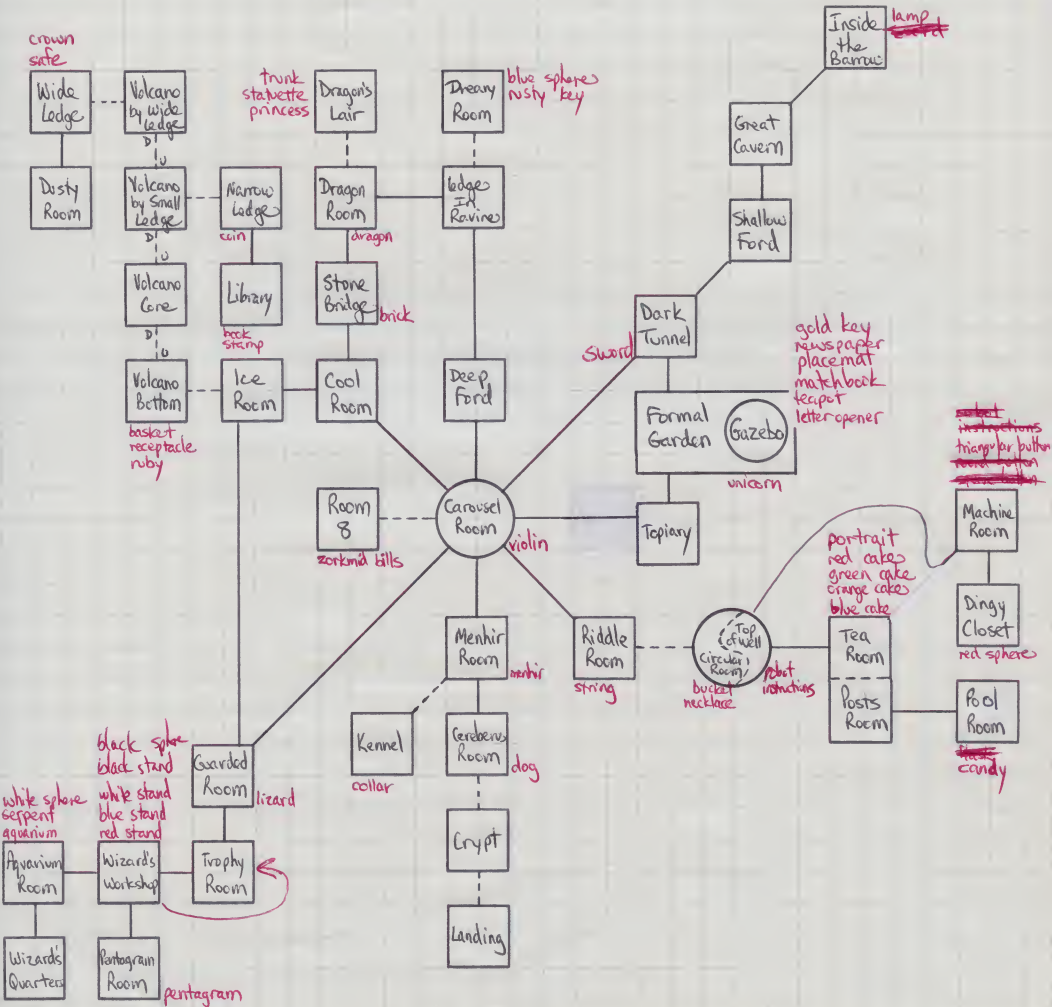 Inside
the
Barrow
lamp
crown
safe
Wide
Ledge
Volcano
by Wide
Ledge
trunk
statuette
princess
Dragon's
Lair
Dreary
Room
blue sphere
rusty key
Great
Cavern
D
U
Dusty
Room
Volcano
by Small
Ledge
Narrow
Ledge
coin
Dragon
Room
dragon
Ledge
In
Ravine
Shallow
Ford
D
U
Volcano
Core
Library
book
stamp
Stone
Bridge
brick
Dark
Tunnel
sword
D
U
Volcano
Bottom
basket
receptacle
ruby
Ice
Room
Cool
Room
Deep
Ford
gold key
newspaper
placemat
matchbook
teapot
letter opener
Formal
Garden
Gazebo
unicorn
Room
8
zorkmid bills
Carousel
Room
violin
Topiary
robot
instructions
triangular button
round button
square button
Machine
Room
portrait
red cake
green cake
orange cake
blue cake
Menhir
Room
menhir
Riddle
Room
string
Top
of Well
Circular
Room
bucket
necklace
robot
instructions
Tea
Room
Posts
Room
Dingy
Closet
red sphere
Pool
Room
flask
candy
Kennel
collar
Cerberus
Room
dog
Guarded
Room
lizard
black sphere
black stand
white stand
blue stand
red stand
white sphere
serpent
aquarium
Aquarium
Room
Wizard's
Workshop
Trophy
Room
Crypt
Landing
Wizard's
Quarters
Pentagram
Room
pentagram